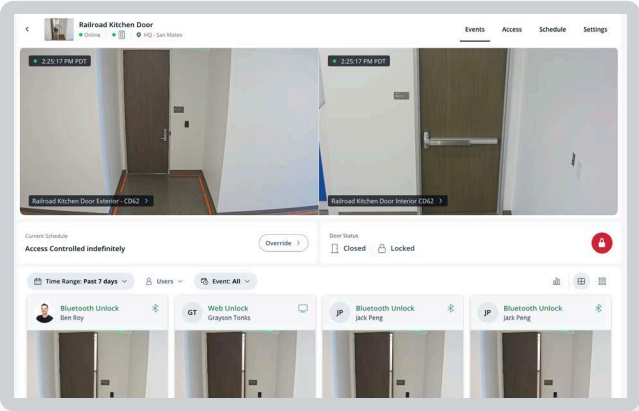 Railroad Kitchen Door
Online
HQ - San Mateo
Events Access Schedule Settings
2:25:17 PM PDT
2:25:17 PM PDT
Railroad Kitchen Door Exterior - CD62 >
Railroad Kitchen Door Interior CD62 >
Current Schedule
Access Controlled indefinitely
Override >
Door Status
Closed Locked
Time Range: Past 7 days
Users
Event: All
Bluetooth Unlock
Ben Roy
GT
Web Unlock
Grayson Tonks
JP
Bluetooth Unlock
Jack Peng
JP
Bluetooth Unlock
Jack Peng